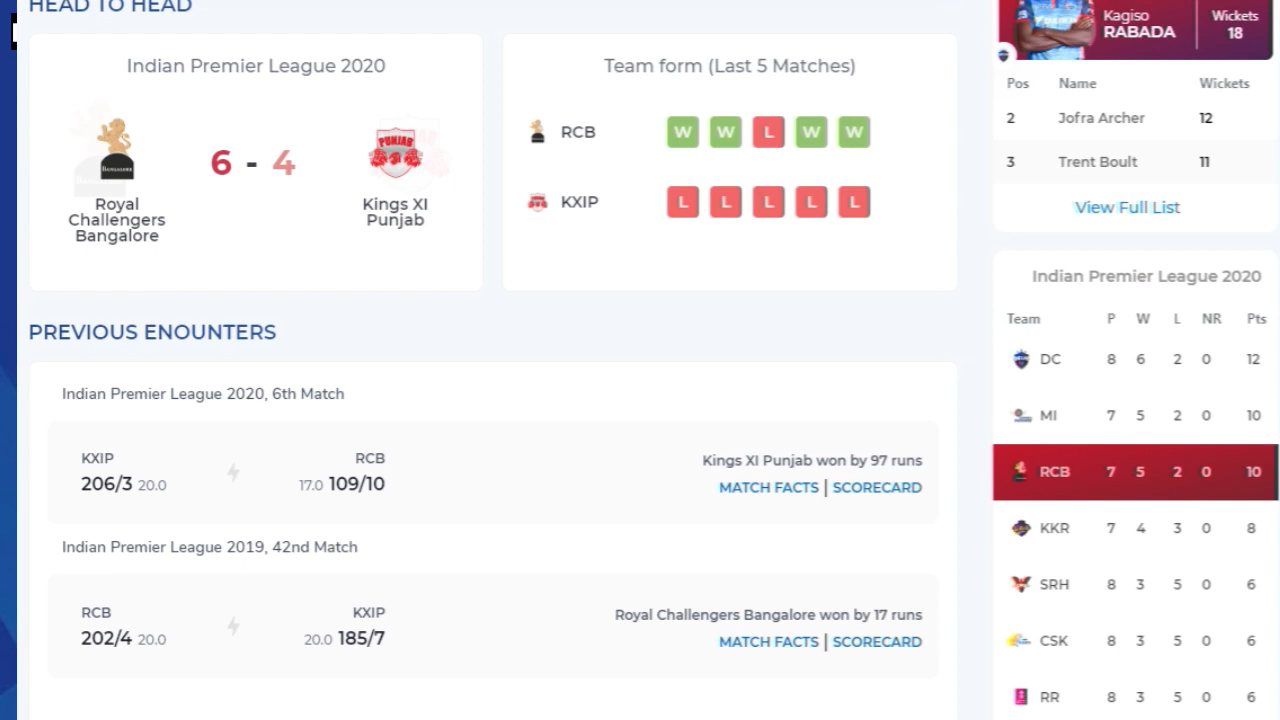 HEAD TO HEAD
Indian Premier League 2020
BANGALORE
Royal
Challengers
Bangalore
6 - 4
PUNJAB
Kings XI
Punjab
Team form (Last 5 Matches)
RCB W W L W W
KXIP L L L L L
PREVIOUS ENOUNTERS
Indian Premier League 2020, 6th Match
KXIP RCB
206/3 20.0 17.0 109/10
Kings XI Punjab won by 97 runs
MATCH FACTS | SCORECARD
Indian Premier League 2019, 42nd Match
RCB KXIP
202/4 20.0 20.0 185/7
Royal Challengers Bangalore won by 17 runs
MATCH FACTS | SCORECARD
Kagiso
RABADA
Wickets
18
Pos Name Wickets
2 Jofra Archer 12
3 Trent Boult 11
View Full List
Indian Premier League 2020
Team P W L NR Pts
DC 8 6 2 0 12
MI 7 5 2 0 10
RCB 7 5 2 0 10
KKR 7 4 3 0 8
SRH 8 3 5 0 6
CSK 8 3 5 0 6
RR 8 3 5 0 6